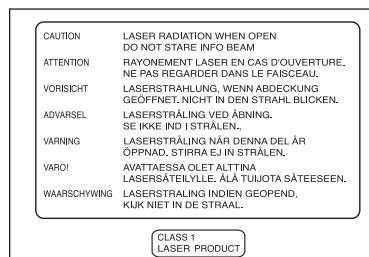 CAUTION LASER RADIATION WHEN OPEN
DO NOT STARE INFO BEAM
ATTENTION RAYONEMENT LASER EN CAS D'OUVERTURE.
NE PAS REGARDER DANS LE FAISCEAU.
VORISICHT LASERSTRAHLUNG, WENN ABDECKUNG
GEÖFFNET. NICHT IN DEN STRAHL BLICKEN.
ADVARSEL LASERSTRÅLING VED ÅBNING.
SE IKKE IND I STRÅLEN.,
VARNING LASERSTRÅLING NÄR DENNA DEL ÄR
ÖPPNAD. STIRRA EJ IN STRÅLEN.
VARO! AVATTAESSA OLET ALTTINA
LASERSÄTEILYLLE. ÄLÄ TUIJOTA SÄTEESEEN.
WAARSCHYWING LASERSTRALING INDIEN GEOPEND,
KIJK NIET IN DE STRAAL.
CLASS 1
LASER PRODUCT